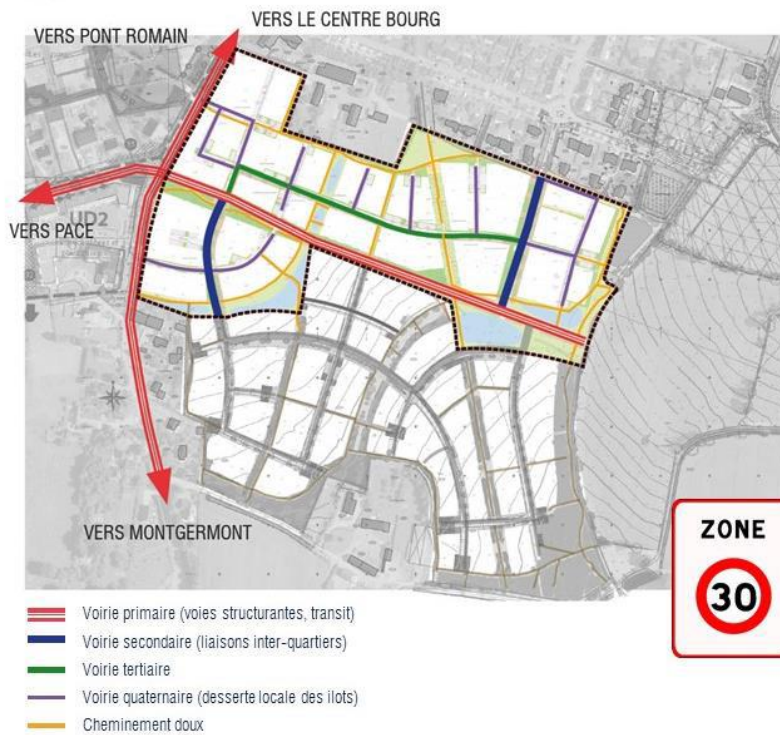 VERS LE CENTRE BOURG
VERS PONT ROMAIN
VERS PACE
UD2
VERS MONTGERMONT
ZONE
30
Voirie primaire (voies structurantes, transit)
Voirie secondaire (liaisons inter-quartiers)
Voirie tertiaire
Voirie quaternaire (desserte locale des ilots)
Cheminement doux